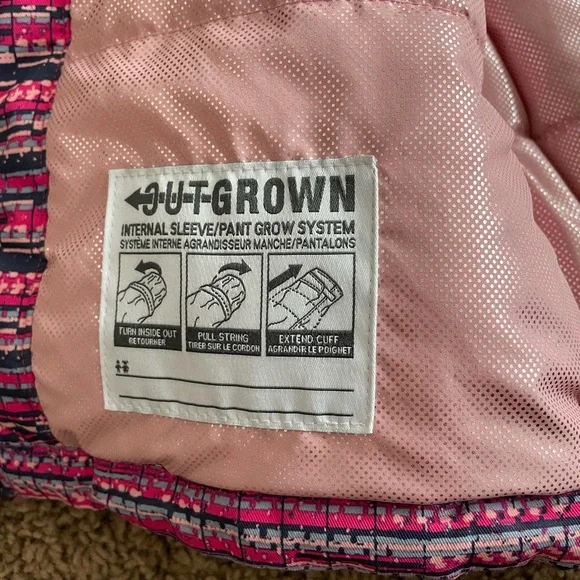 OUTGROWN
INTERNAL SLEEVE/PANT GROW SYSTEM
SYSTÈME INTERNE AGRANDISSEUR MANCHE/PANTALONS
TURN INSIDE OUT
RETOURNER
PULL STRING
TIRER SUR LE CORDON
EXTEND CUFF
AGRANDIR LE POIGNET